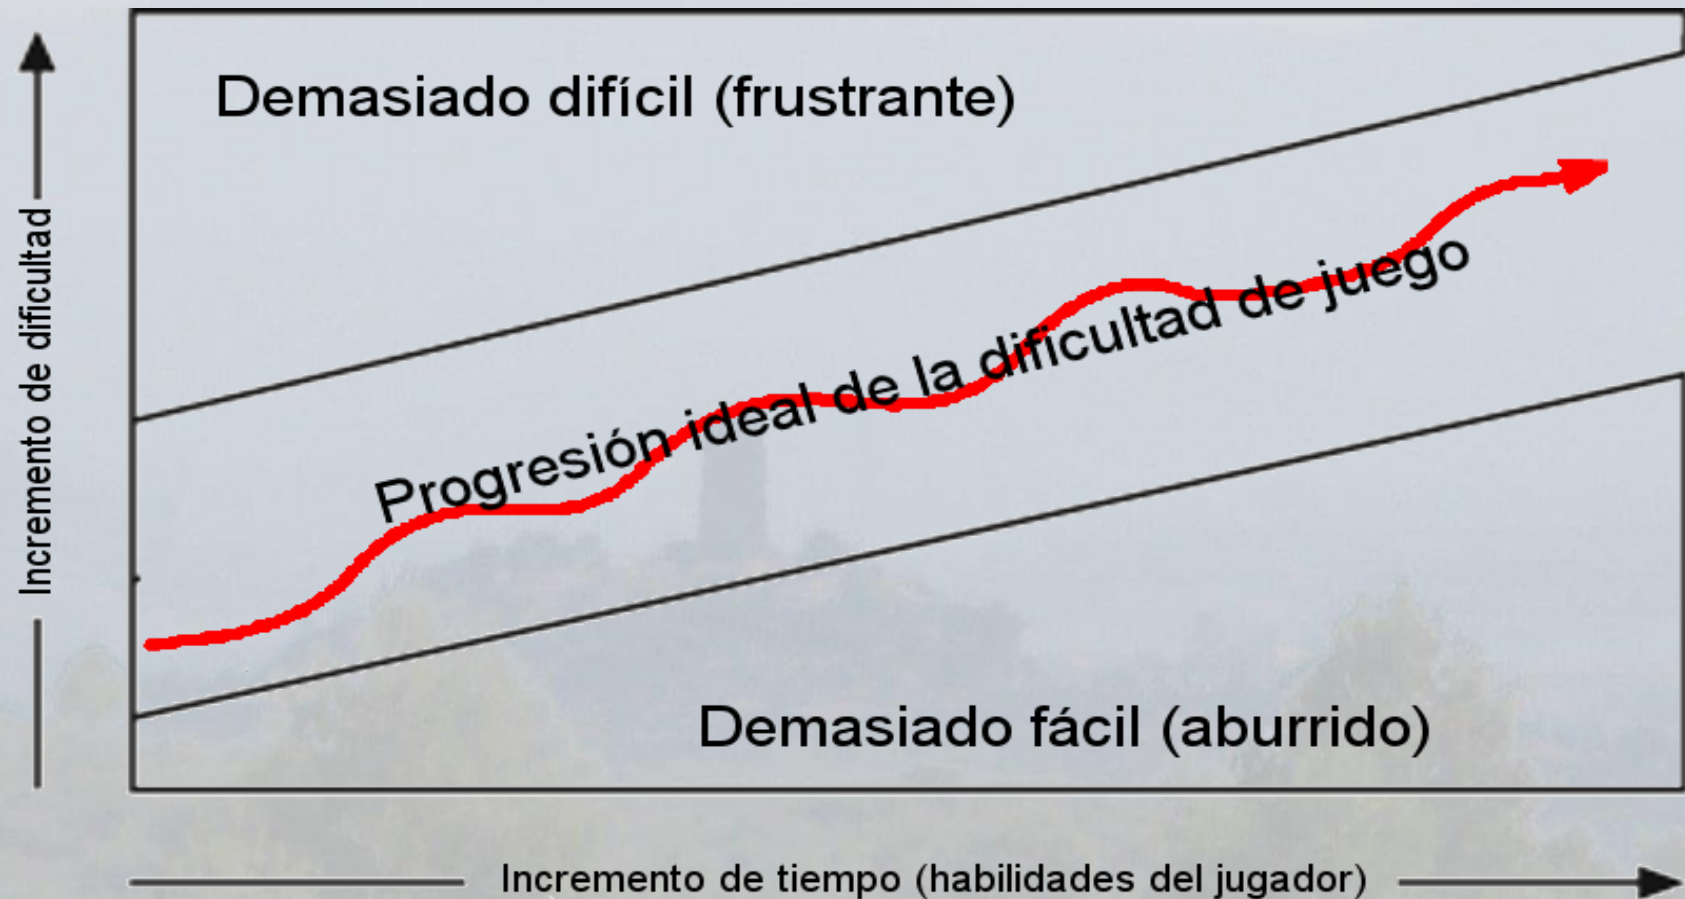 Demasiado difícil (frustrante)
Incremento de dificultad
Progresión ideal de la dificultad de juego
Demasiado fácil (aburrido)
Incremento de tiempo (habilidades del jugador)